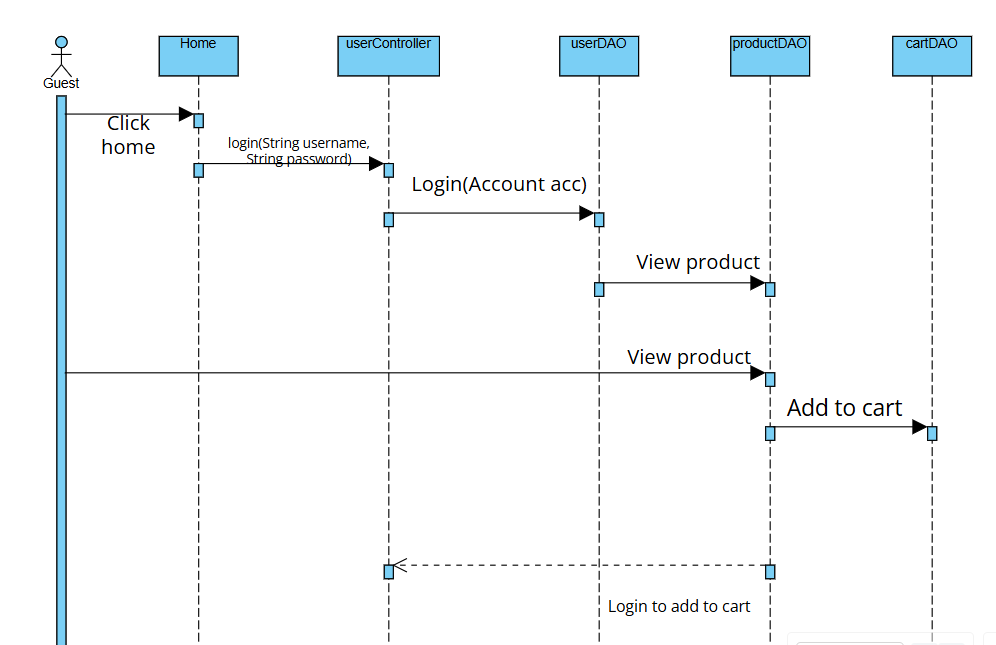 Guest
Home
userController
userDAO
productDAO
cartDAO
Click
home
login(String username,
String password)
Login(Account acc)
View product
View product
Add to cart
Login to add to cart